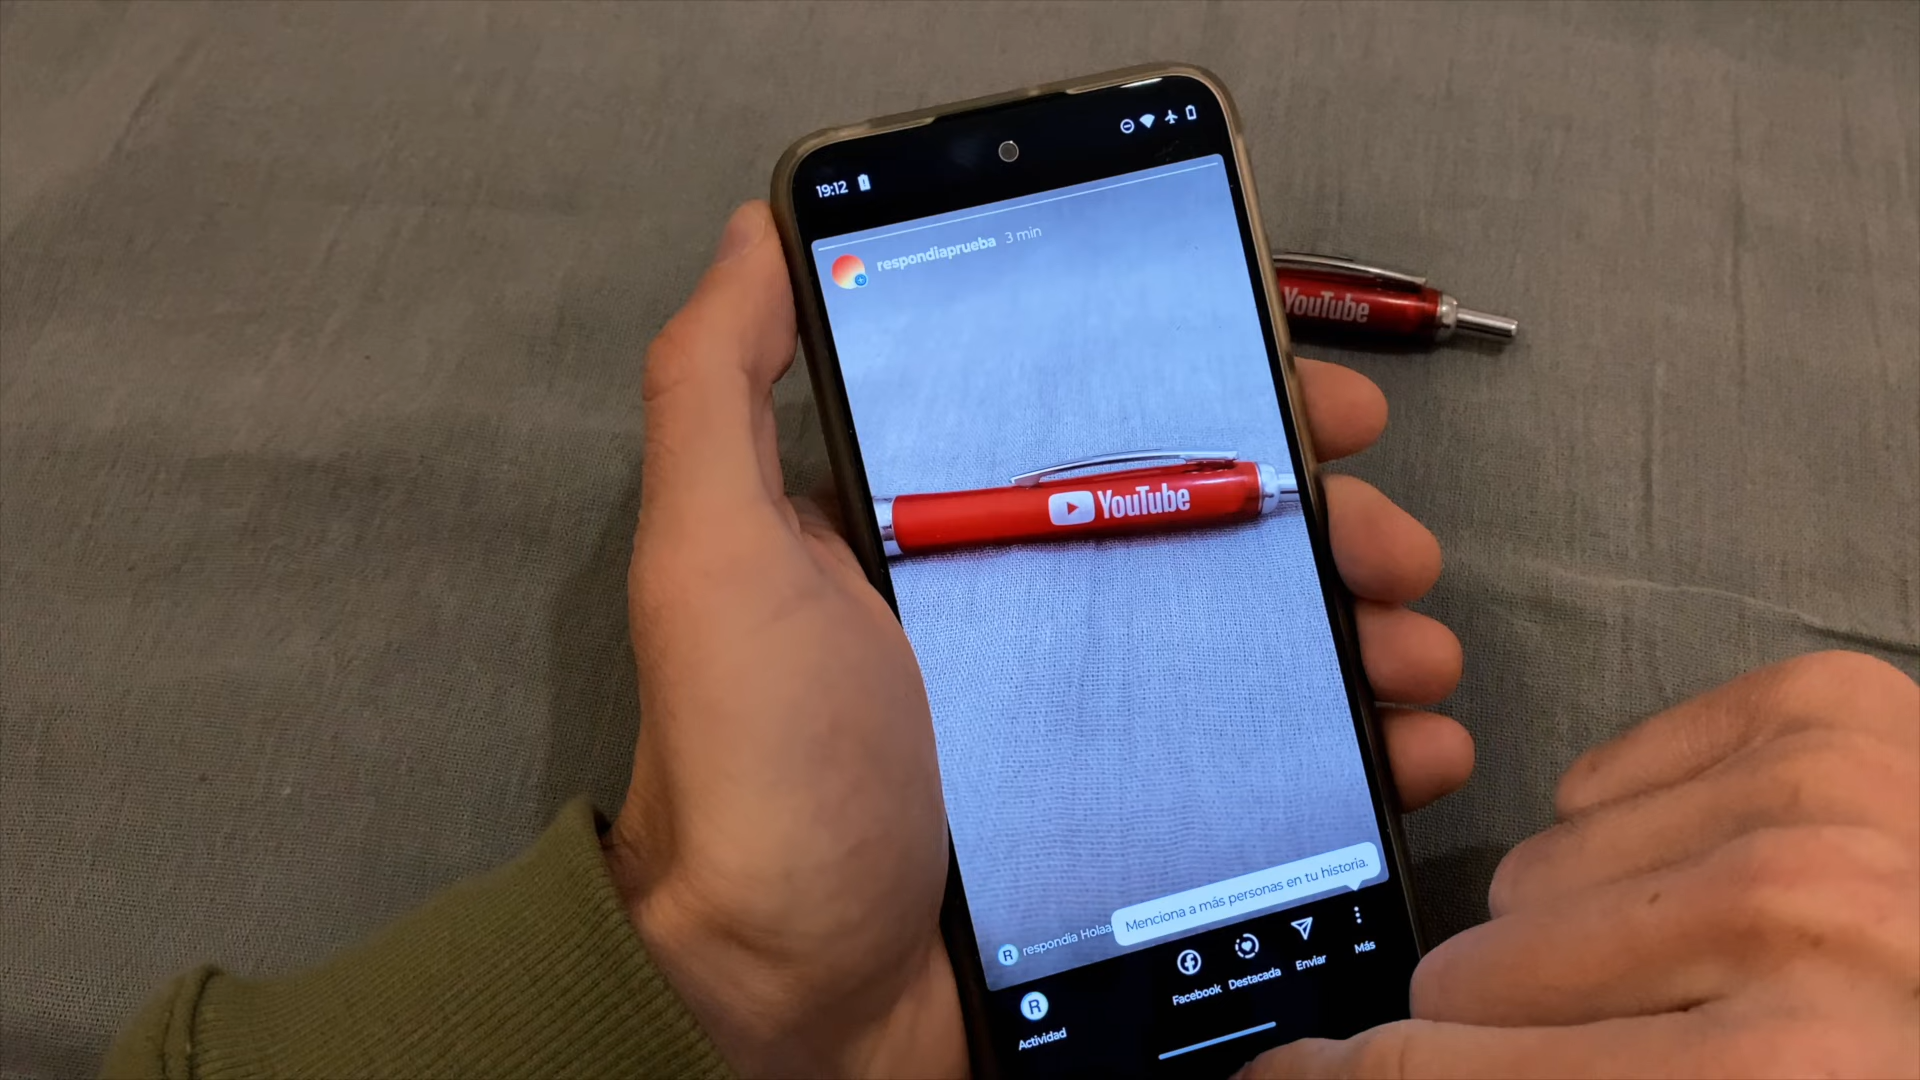 19:12
respondiaprueba 3 min
YouTube
YouTube
Menciona a más personas en tu historia.
R respondia Holaa
Facebook
Destacada
Enviar
Más
R
Actividad